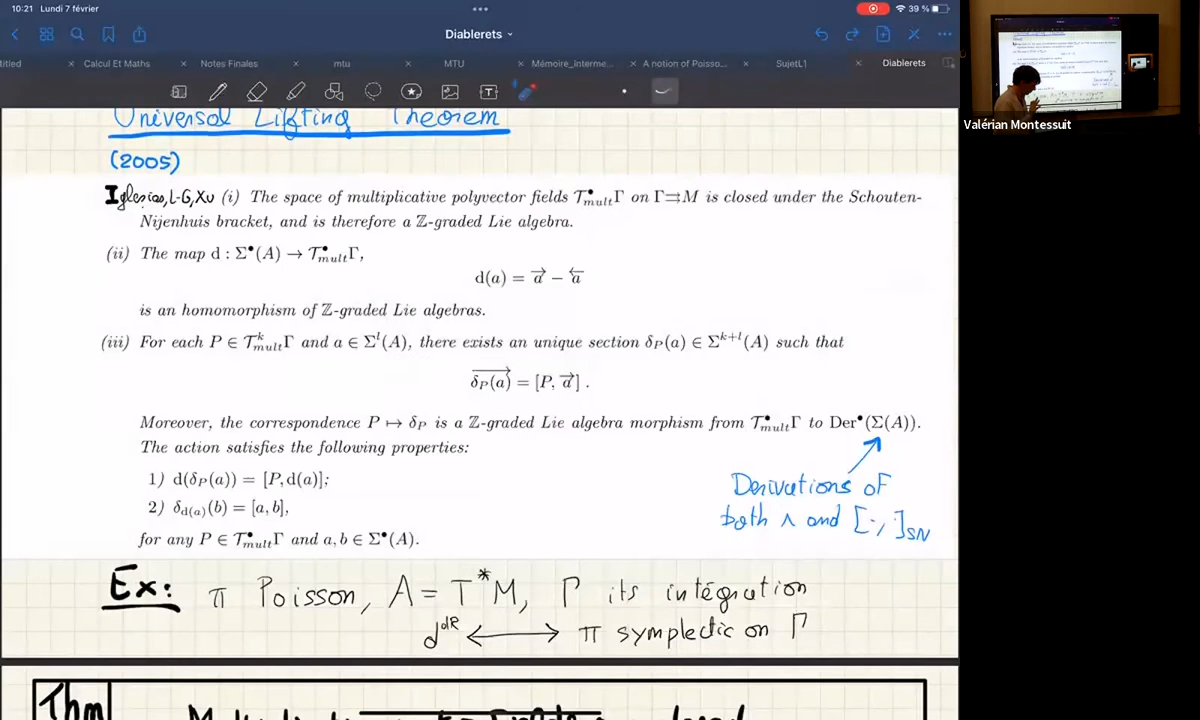 10:21 Lundi 7 février
39 %
Diablerets
Calcul Et Maths
Notes Finales
mtu
MTU
Mémoire_Interme...
A notion of Poisso...
SujetL1
Diablerets
Valérian Montessuit
Universal Lifting Theorem
(2005)
Iglesias, L-G, Xu (i) The space of multiplicative polyvector fields 𝒯•multΓ on Γ⇉M is closed under the Schouten-
Nijenhuis bracket, and is therefore a ℤ-graded Lie algebra.
(ii) The map d : Σ•(A) → 𝒯•multΓ,
d(a) = a⃗ − a⃖
is an homomorphism of ℤ-graded Lie algebras.
(iii) For each P ∈ 𝒯ᵏmultΓ and a ∈ Σˡ(A), there exists an unique section δP(a) ∈ Σᵏ⁺ˡ(A) such that
δP(a)⃗ = [P, a⃗] .
Moreover, the correspondence P ↦ δP is a ℤ-graded Lie algebra morphism from 𝒯•multΓ to Der•(Σ(A)).
The action satisfies the following properties:
1) d(δP(a)) = [P, d(a)];
2) δd(a)(b) = [a, b],
for any P ∈ 𝒯•multΓ and a, b ∈ Σ•(A).
Derivations of
both ∧ and [·,·]SN
Ex: π Poisson, A = T*M, Γ its intégration
dᵈᴿ ⟷ π symplectic on Γ
Thm